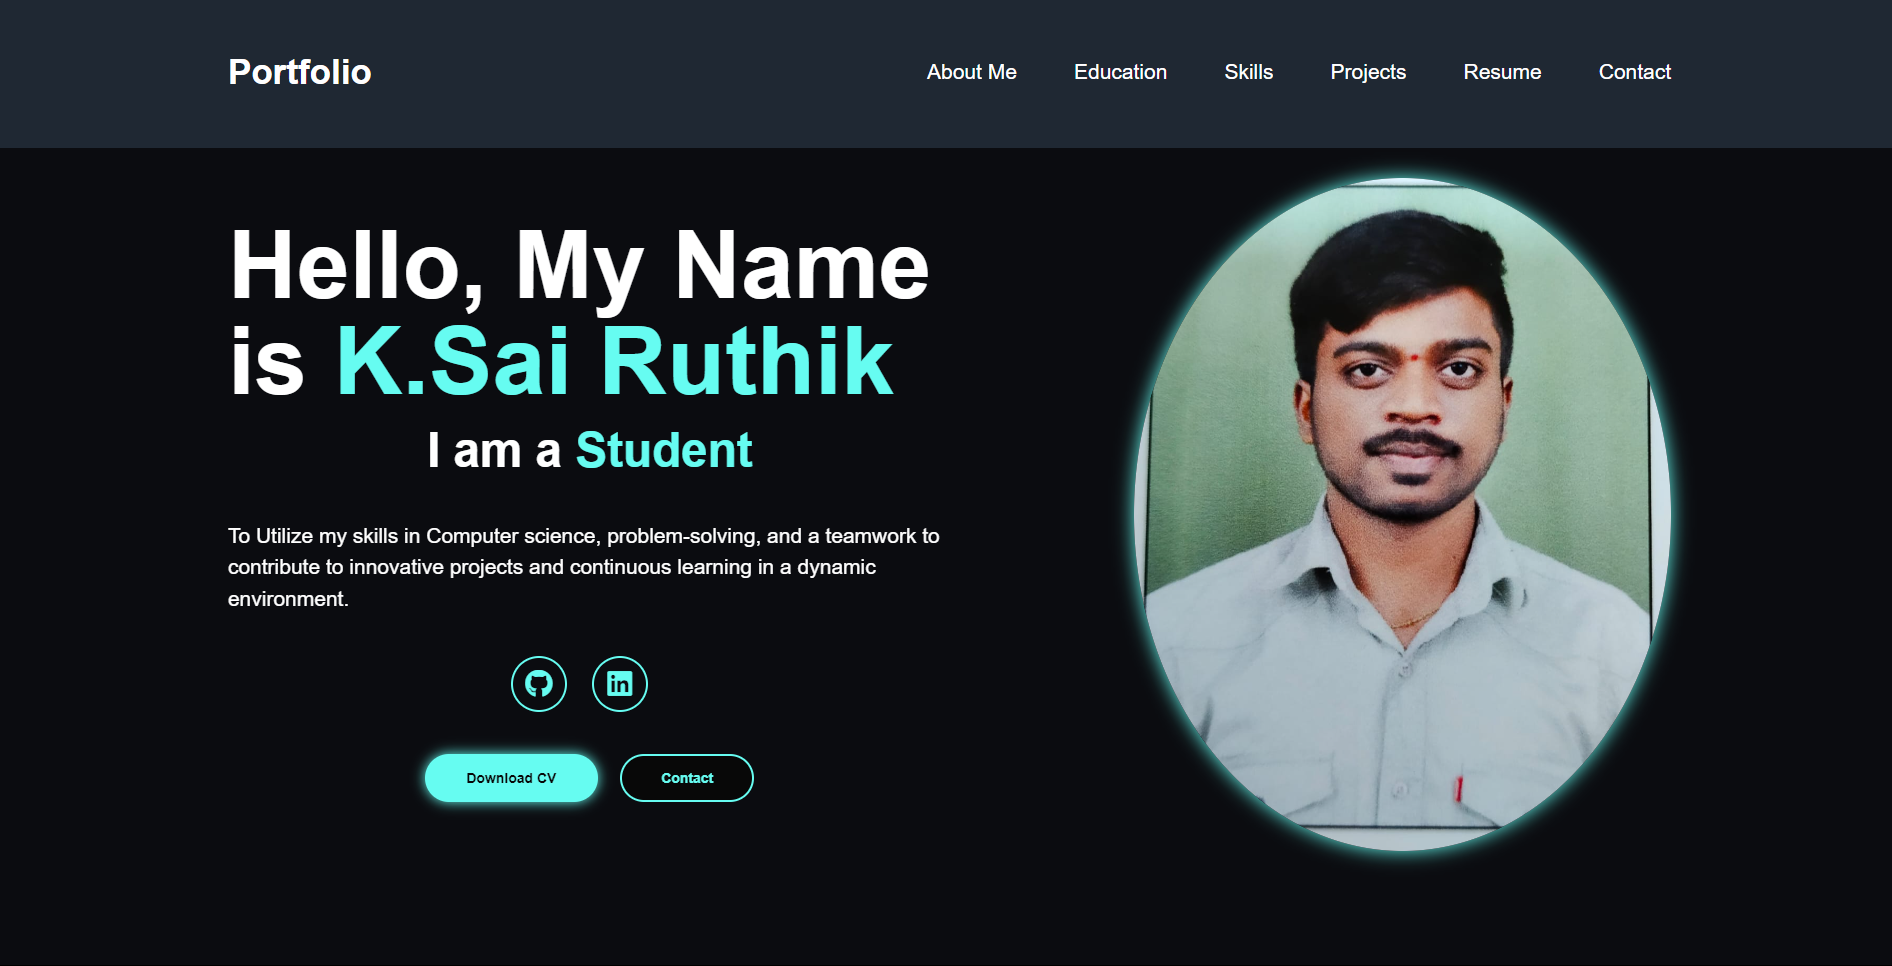 Portfolio
About Me Education Skills Projects Resume Contact
Hello, My Name
is K.Sai Ruthik
I am a Student
To Utilize my skills in Computer science, problem-solving, and a teamwork to
contribute to innovative projects and continuous learning in a dynamic
environment.
in
Download CV Contact